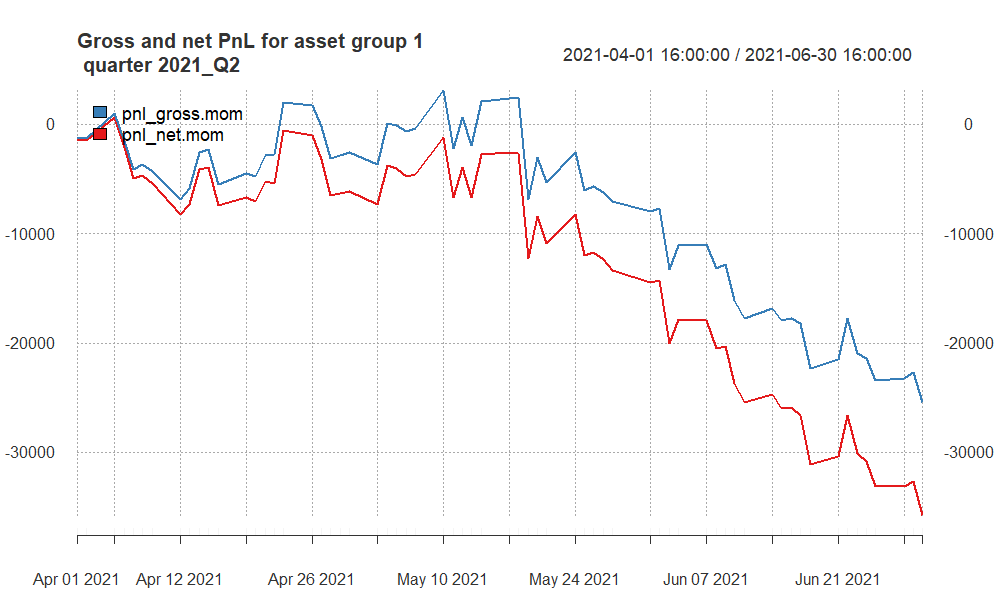 Gross and net PnL for asset group 1
quarter 2021_Q2
2021-04-01 16:00:00 / 2021-06-30 16:00:00
pnl_gross.mom
pnl_net.mom
0 0
-10000 -10000
-20000 -20000
-30000 -30000
Apr 01 2021 Apr 12 2021 Apr 26 2021 May 10 2021 May 24 2021 Jun 07 2021 Jun 21 2021